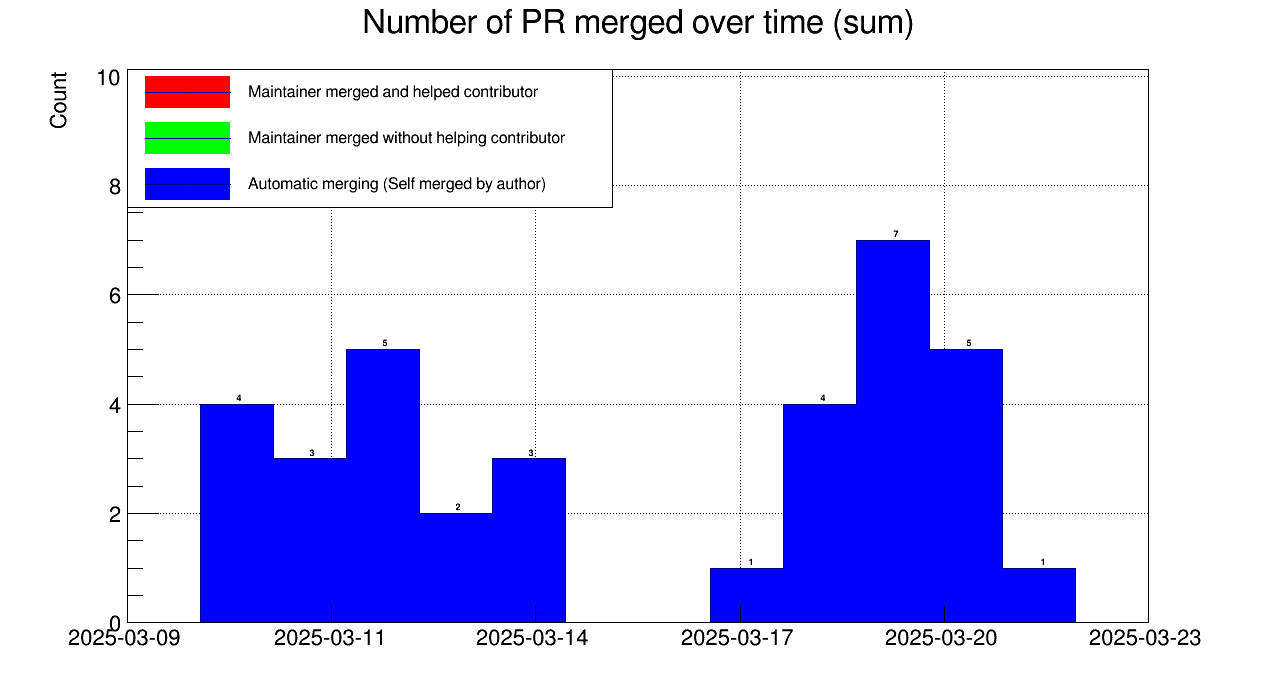 Number of PR merged over time (sum)
Count
10
8
6
4
2
0
Maintainer merged and helped contributor
Maintainer merged without helping contributor
Automatic merging (Self merged by author)
4
3
5
2
3
1
4
7
5
1
2025-03-09 2025-03-11 2025-03-14 2025-03-17 2025-03-20 2025-03-23